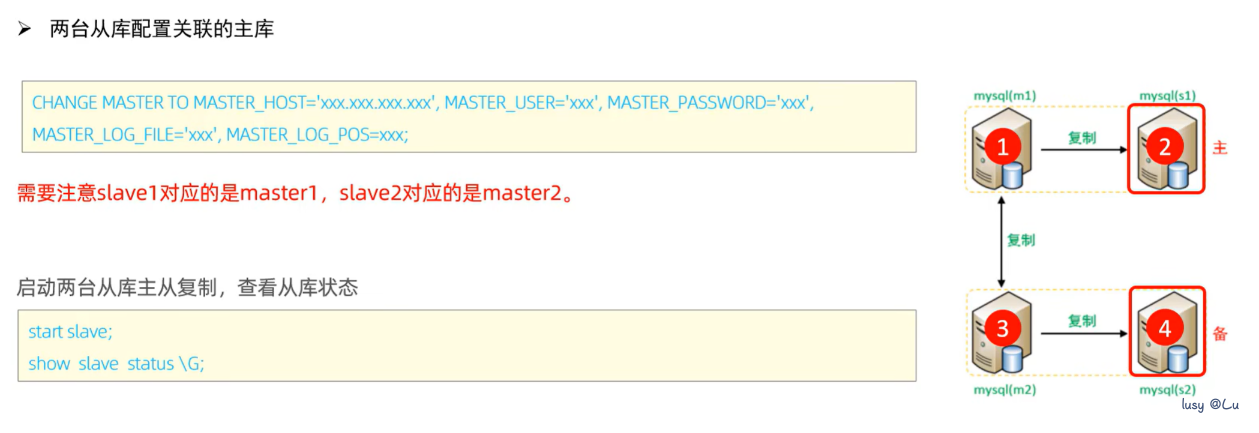 ➢ 两台从库配置关联的主库
CHANGE MASTER TO MASTER_HOST='xxx.xxx.xxx.xxx', MASTER_USER='xxx', MASTER_PASSWORD='xxx',
MASTER_LOG_FILE='xxx', MASTER_LOG_POS=xxx;
需要注意slave1对应的是master1，slave2对应的是master2。
启动两台从库主从复制，查看从库状态
start slave;
show slave status \G;
mysql(m1)
mysql(s1)
1
复制
2
主
复制
3
复制
4
备
mysql(m2)
mysql(s2)
lusy @Lu